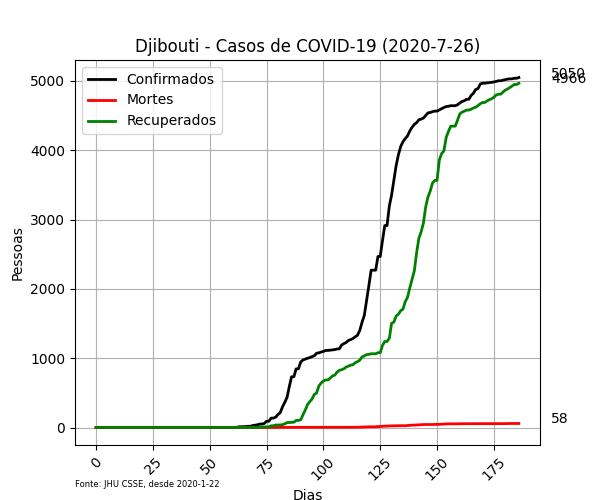 Djibouti - Casos de COVID-19 (2020-7-26)
Confirmados
Mortes
Recuperados
5050
4966
58
Pessoas
5000
4000
3000
2000
1000
0
0
25
50
75
100
125
150
175
Fonte: JHU CSSE, desde 2020-1-22
Dias